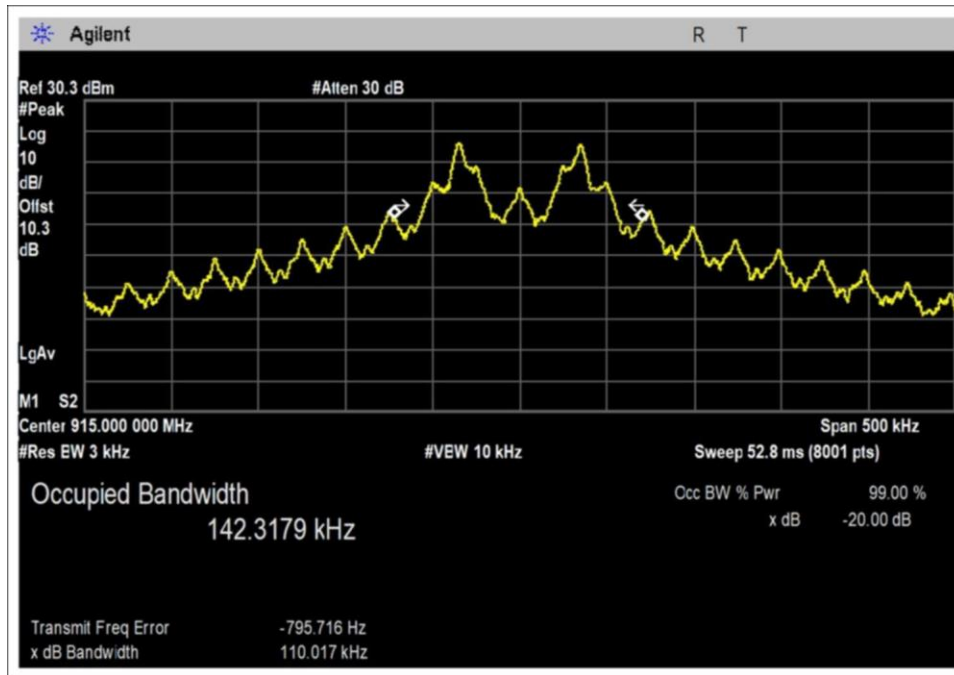 Agilent R T
Ref 30.3 dBm #Atten 30 dB
#Peak
Log
10
dB/
Offst
10.3
dB
LgAv
M1 S2
Center 915.000 000 MHz Span 500 kHz
#Res BW 3 kHz #VBW 10 kHz Sweep 52.8 ms (8001 pts)
Occupied Bandwidth Occ BW % Pwr 99.00 %
142.3179 kHz x dB -20.00 dB
Transmit Freq Error -795.716 Hz
x dB Bandwidth 110.017 kHz